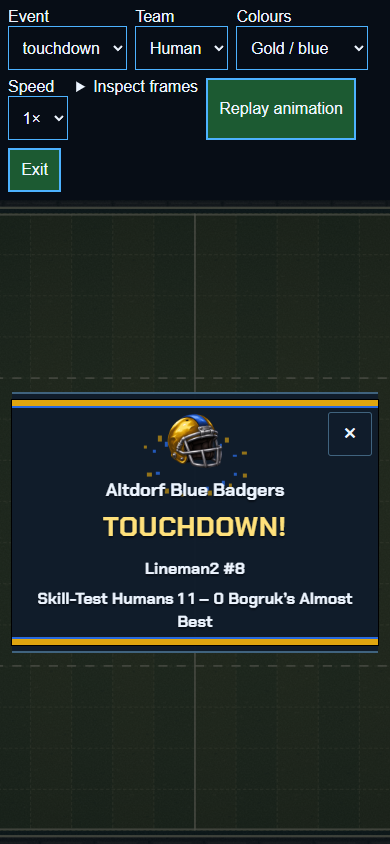 Event Team Colours
touchdown Human Gold / blue
Speed ▶ Inspect frames Replay animation
1×
Exit
×
Altdorf Blue Badgers
TOUCHDOWN!
Lineman2 #8
Skill-Test Humans 11 – 0 Bogruk's Almost
Best